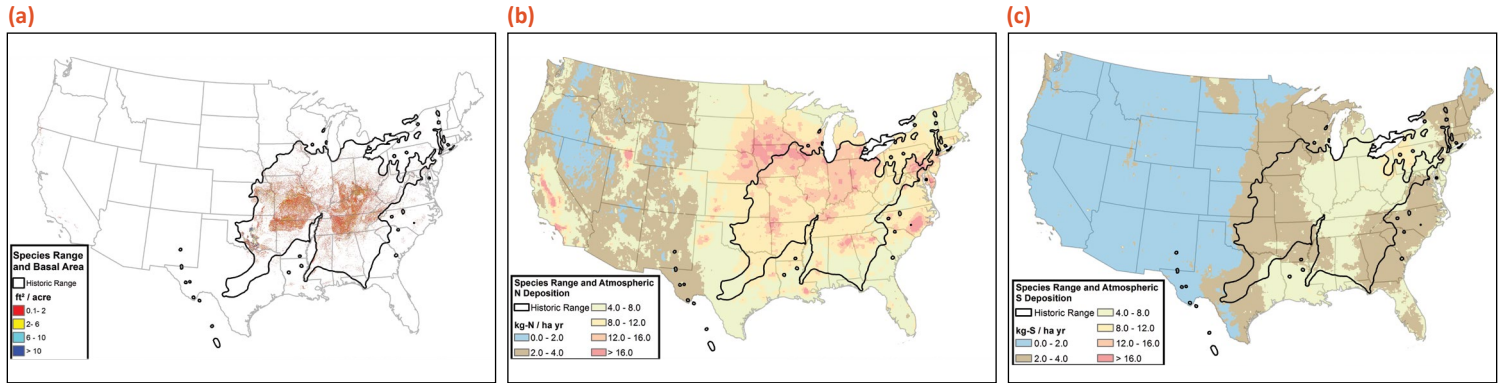 (a)
(b)
(c)
Species Range
and Basal Area
Historic Range
ft² / acre
0.1- 2
2- 6
6 - 10
> 10
Species Range and Atmospheric
N Deposition
Historic Range
kg-N / ha yr
0.0 - 2.0
2.0 - 4.0
4.0 - 8.0
8.0 - 12.0
12.0 - 16.0
> 16.0
Species Range and Atmospheric
S Deposition
Historic Range
kg-S / ha yr
0.0 - 2.0
2.0 - 4.0
4.0 - 8.0
8.0 - 12.0
12.0 - 16.0
> 16.0